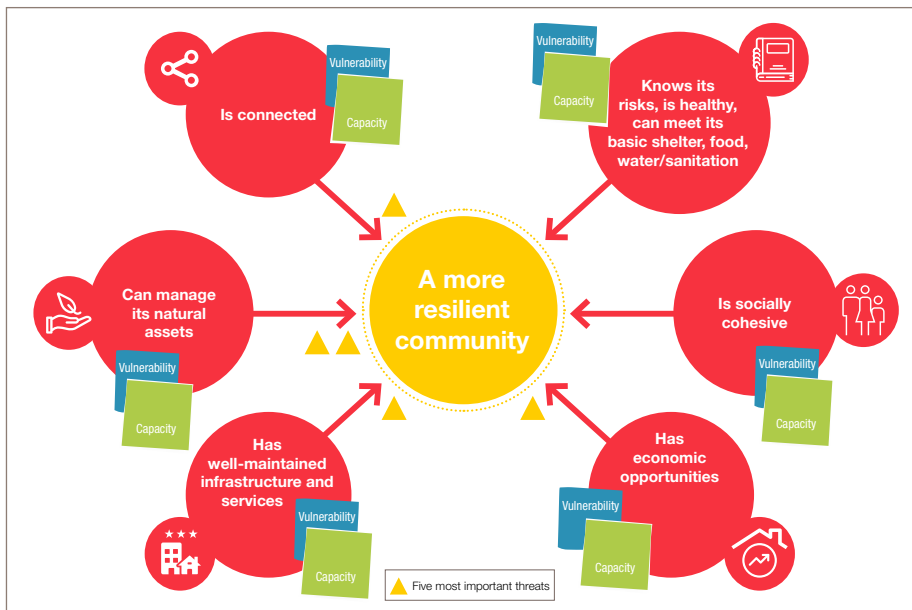 Vulnerability
Capacity
Is connected
Vulnerability
Capacity
Knows its
risks, is healthy,
can meet its
basic shelter, food,
water/sanitation
A more
resilient
community
Can manage
its natural
assets
Vulnerability
Capacity
Is socially
cohesive
Vulnerability
Capacity
Has
well-maintained
infrastructure and
services
Vulnerability
Capacity
Has
economic
opportunities
Vulnerability
Capacity
Five most important threats